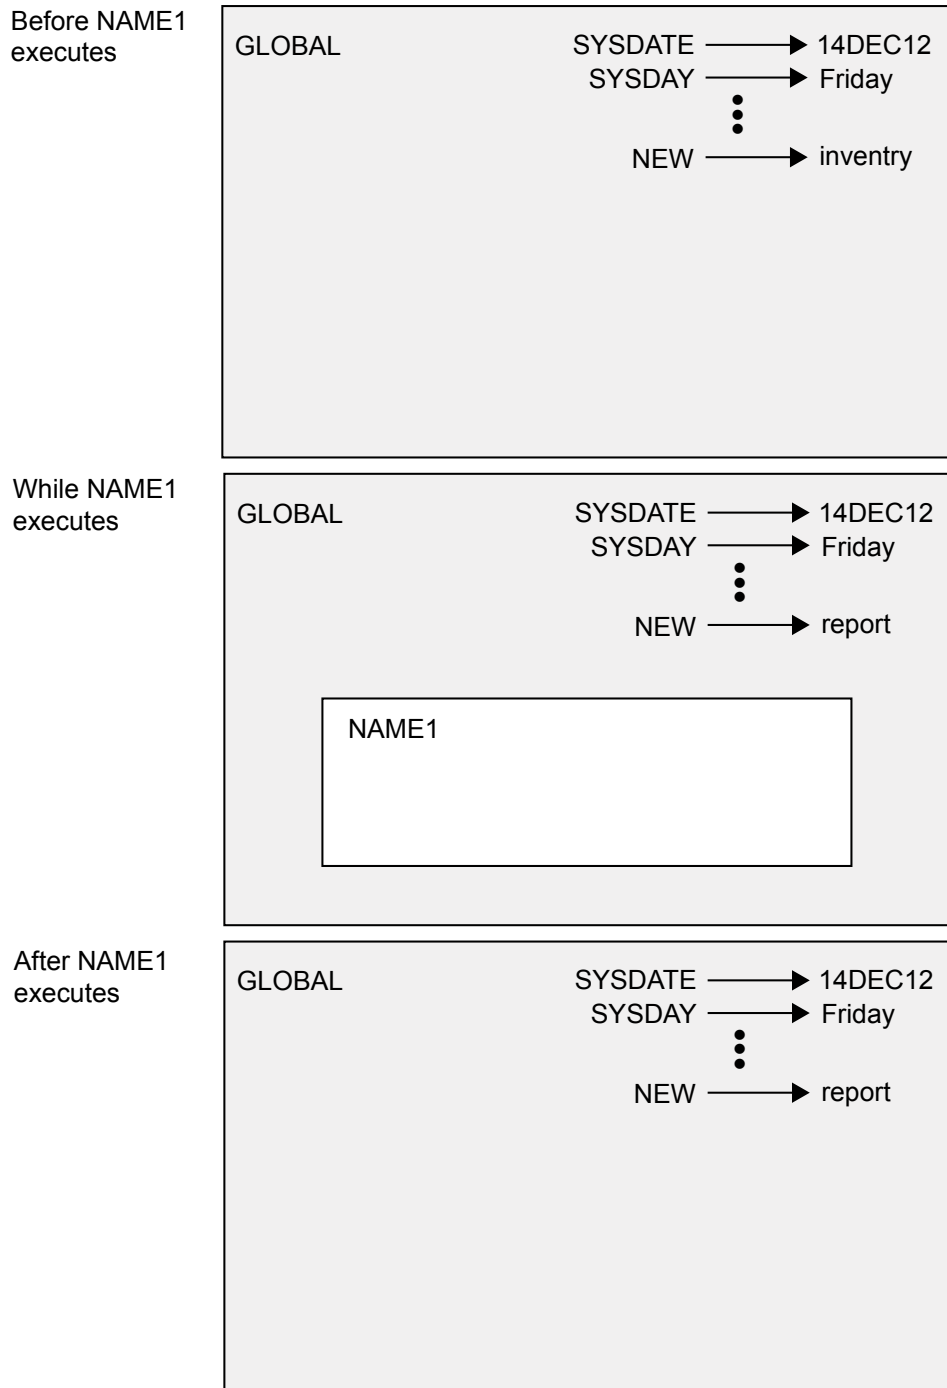 Before NAME1
executes
GLOBAL
SYSDATE 14DEC12
SYSDAY Friday
NEW inventry
While NAME1
executes
GLOBAL
SYSDATE 14DEC12
SYSDAY Friday
NEW report
NAME1
After NAME1
executes
GLOBAL
SYSDATE 14DEC12
SYSDAY Friday
NEW report